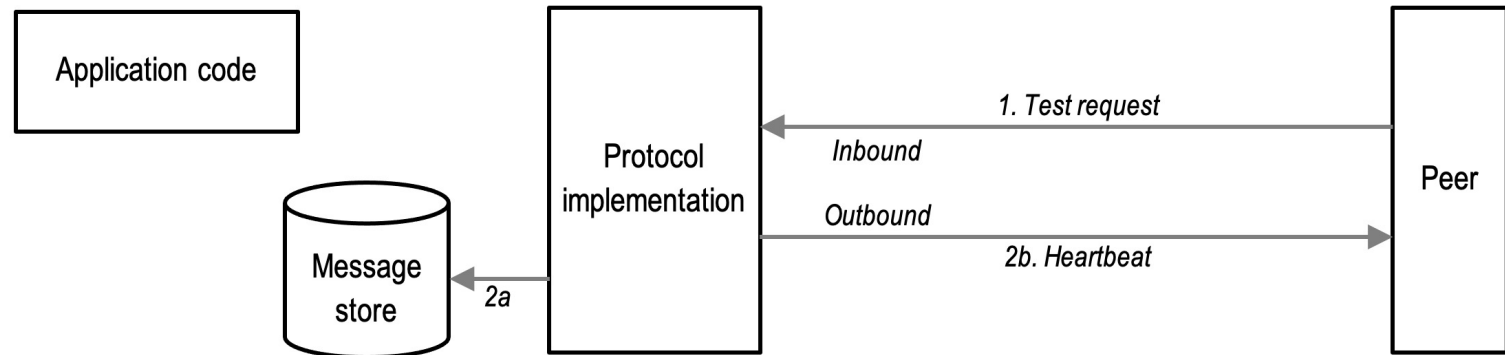 Application code
1. Test request
Inbound
Protocol
implementation
Peer
Outbound
2b. Heartbeat
Message
store
2a